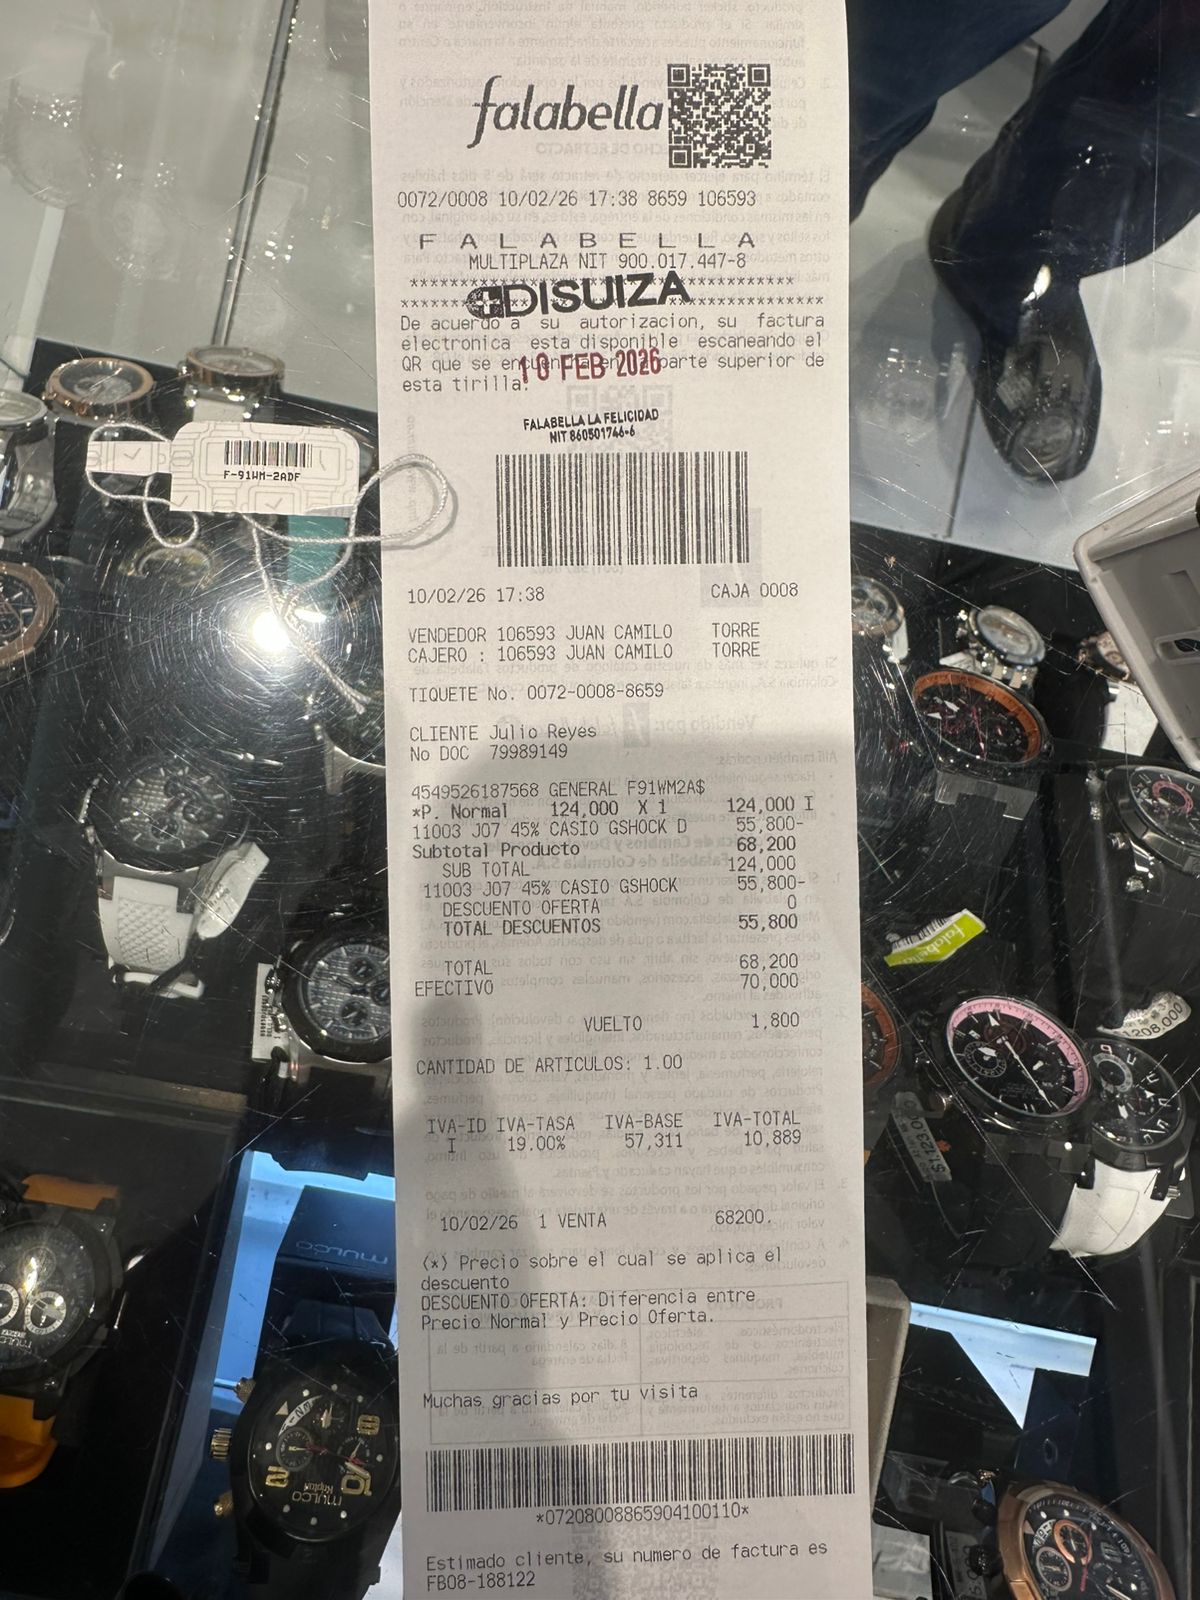 falabella
0072/0008 10/02/26 17:38 8659 106593
FALABELLA
MULTIPLAZA NIT 900.017.447-8
****************************************
DISUIZA
De acuerdo a su autorizacion, su factura
electronica esta disponible escaneando el
QR que se encuentra en la parte superior de
esta tirilla.
10 FEB 2026
FALABELLA LA FELICIDAD
NIT 860501746-6
F-91WM-2ADF
10/02/26 17:38 CAJA 0008
VENDEDOR 106593 JUAN CAMILO TORRE
CAJERO : 106593 JUAN CAMILO TORRE
TIQUETE No. 0072-0008-8659
CLIENTE Julio Reyes
No DOC 79989149
4549526187568 GENERAL F91WM2A$
*P. Normal 124,000 X 1 124,000 I
11003 J07 45% CASIO GSHOCK D 55,800-
Subtotal Producto 68,200
SUB TOTAL 124,000
11003 J07 45% CASIO GSHOCK 55,800-
DESCUENTO OFERTA 0
TOTAL DESCUENTOS 55,800
TOTAL 68,200
EFECTIVO 70,000
VUELTO 1,800
CANTIDAD DE ARTICULOS: 1.00
IVA-ID IVA-TASA IVA-BASE IVA-TOTAL
I 19.00% 57,311 10,889
10/02/26 1 VENTA 68200.
(*) Precio sobre el cual se aplica el
descuento
DESCUENTO OFERTA: Diferencia entre
Precio Normal y Precio Oferta.
Muchas gracias por tu visita
*07208008865904100110*
Estimado cliente, su numero de factura es
FB08-188122
falabella
MULCO
MULCO